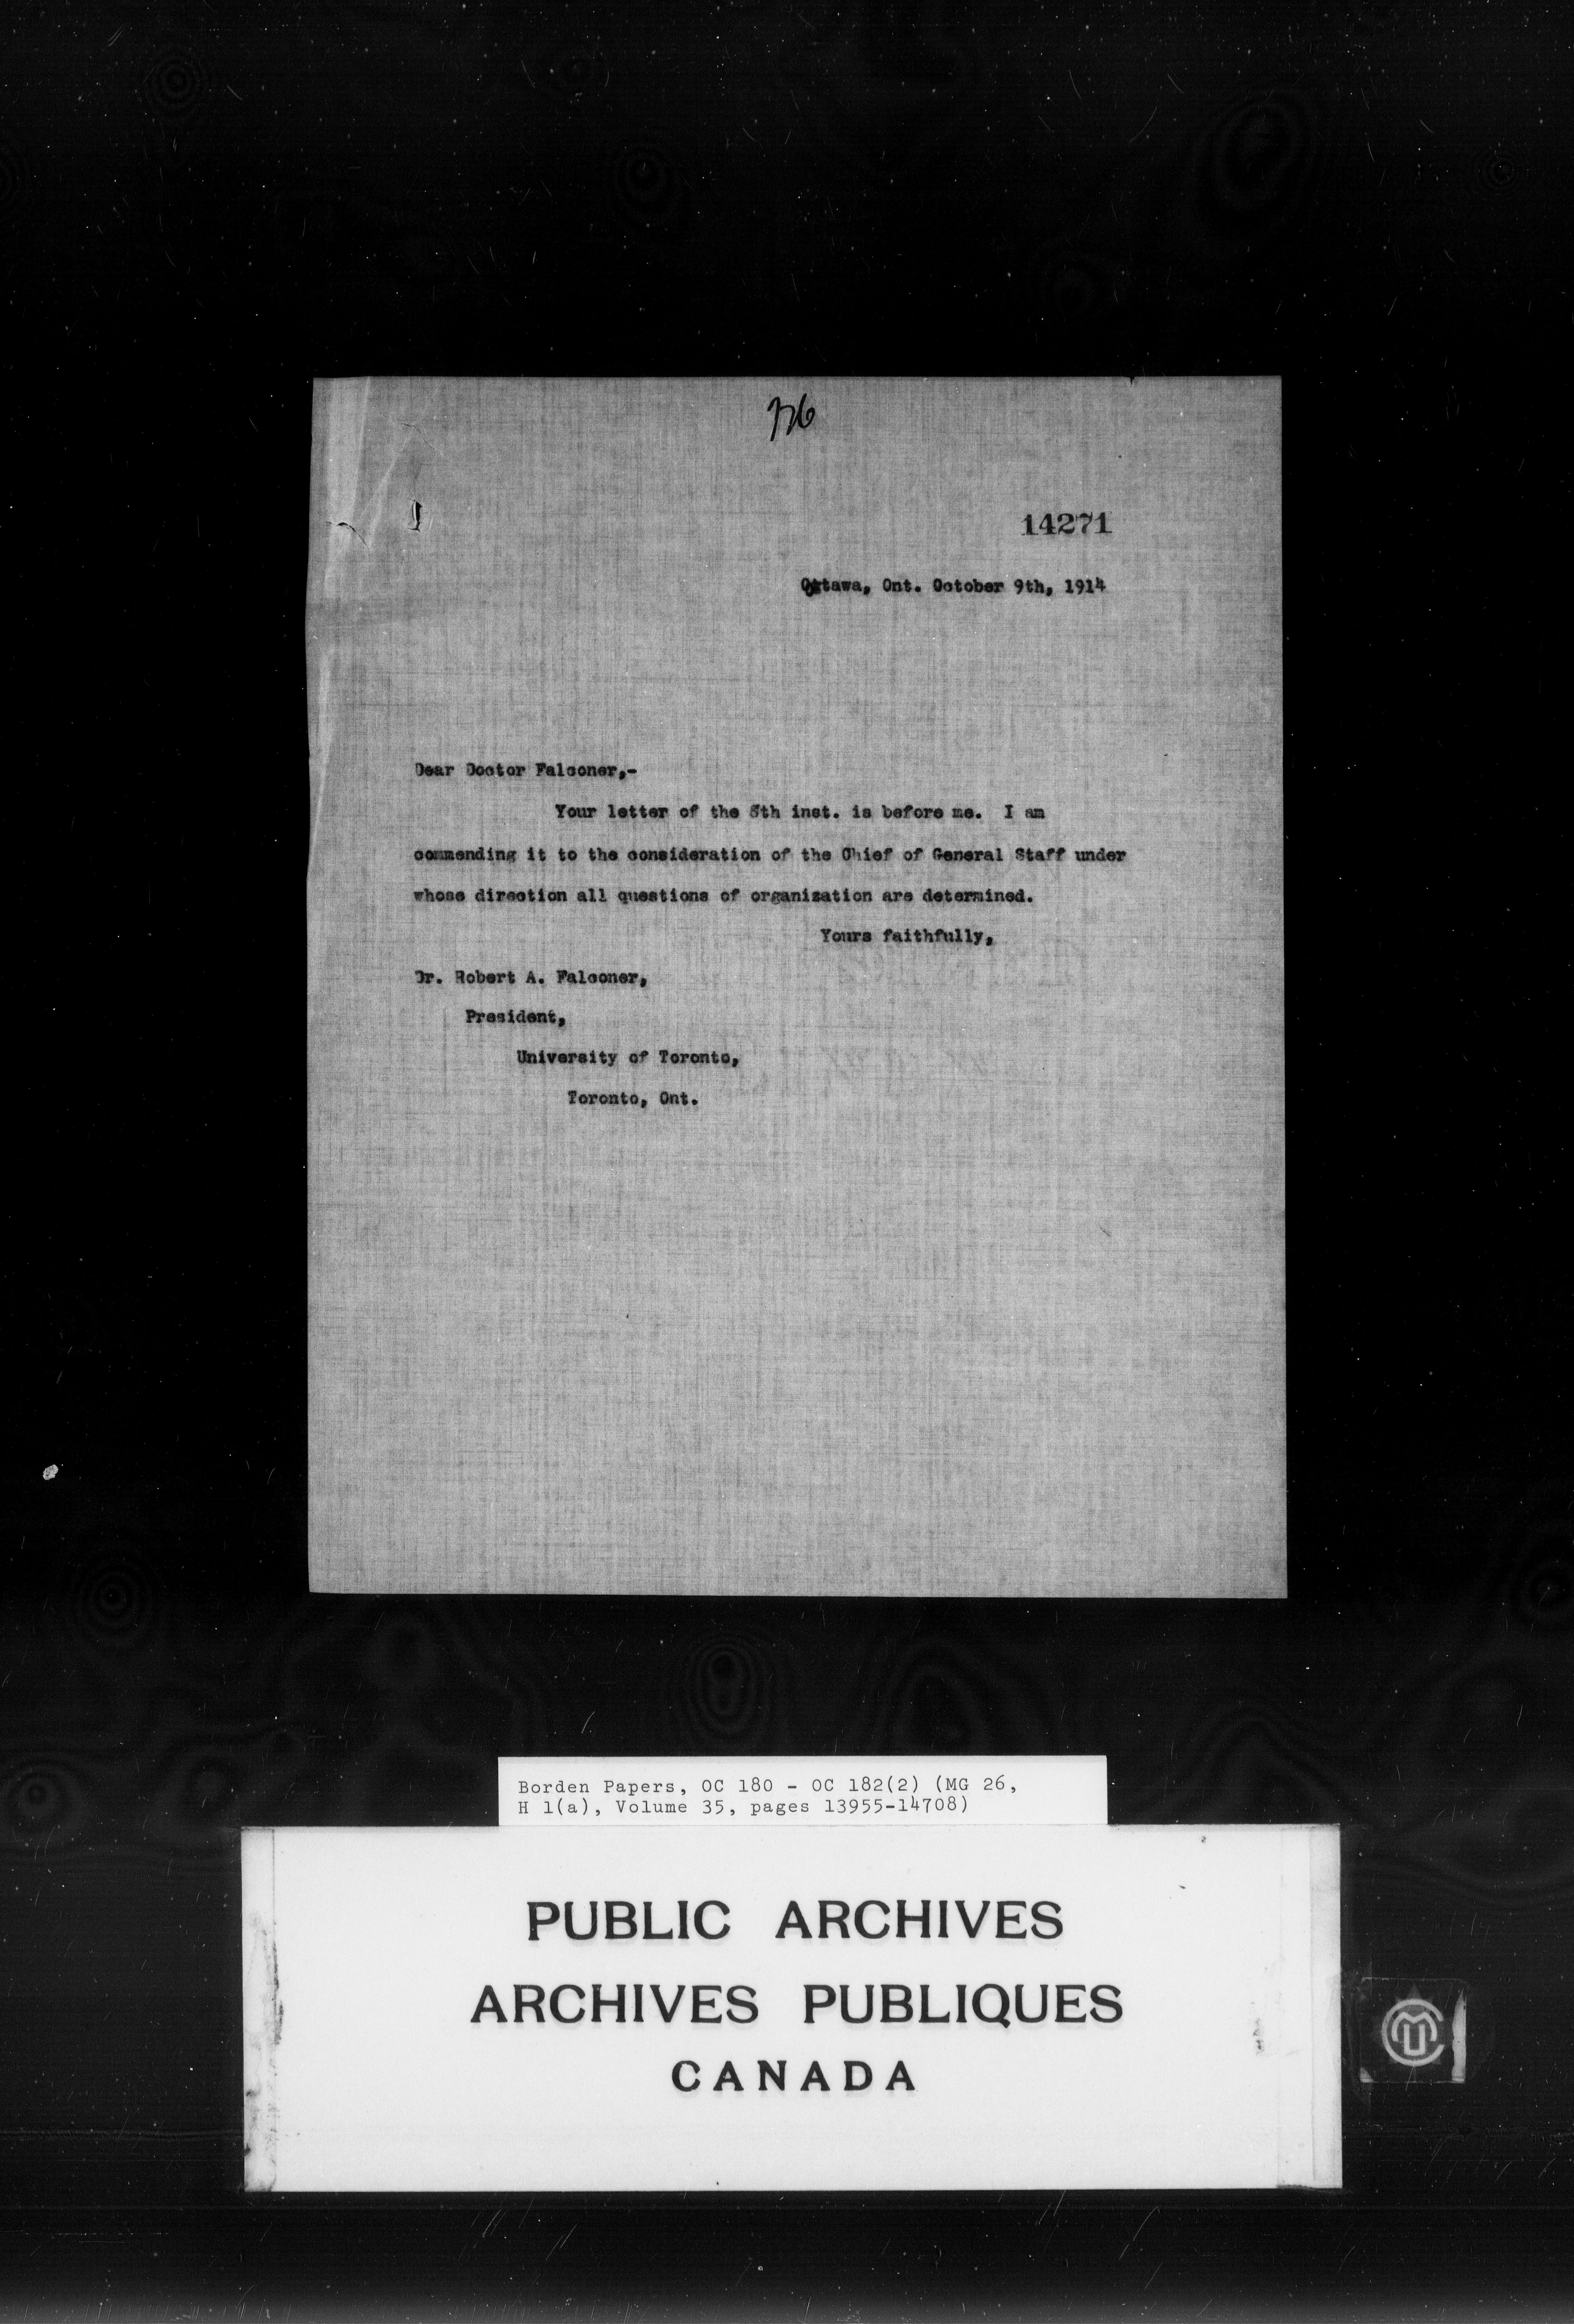 376
14271
Ottawa, Ont. October 9th, 1914
Dear Doctor Falconer,-
Your letter of the 8th inst. is before me. I am
commending it to the consideration of the Chief of General Staff under
whose direction all questions of organization are determined.
Yours faithfully,
Dr. Robert A. Falconer,
President,
University of Toronto,
Toronto, Ont.
Borden Papers, OC 180 - OC 182(2) (MG 26,
H 1(a), Volume 35, pages 13955-14708)
PUBLIC ARCHIVES
ARCHIVES PUBLIQUES
CANADA